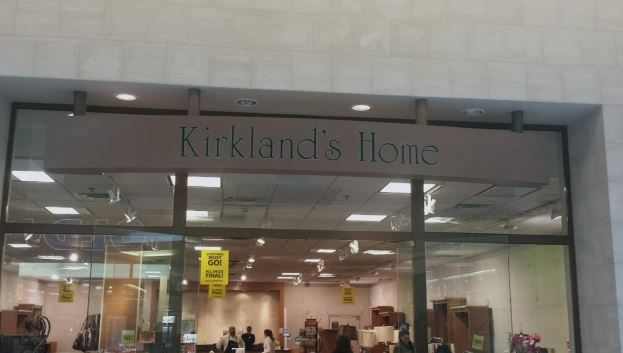 Kirkland's Home
MUST
GO!
ALL SALES
FINAL!